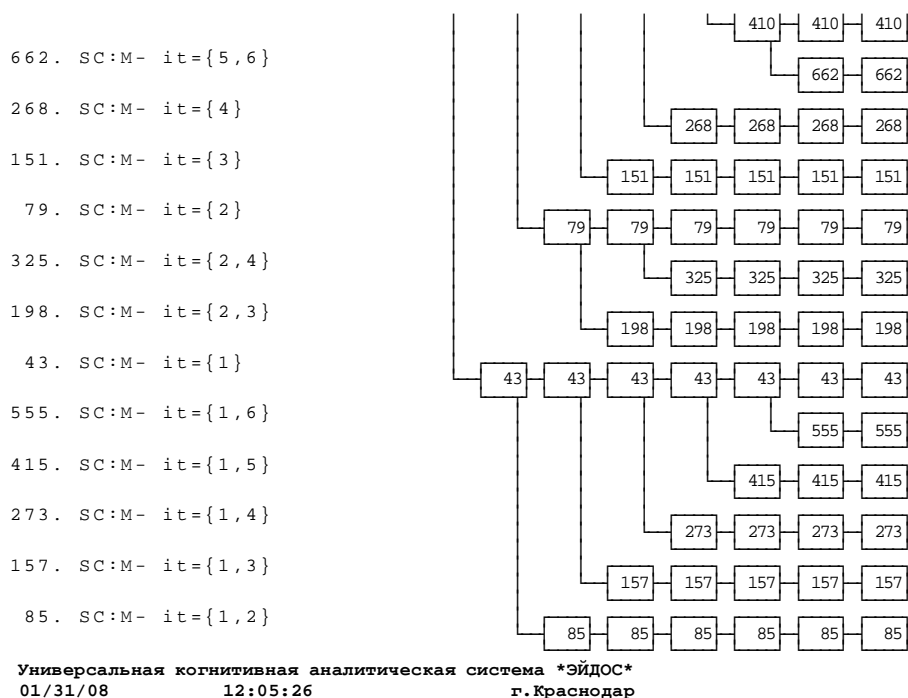 410 410 410
662. SC:M- it={5,6}
662 662
268. SC:M- it={4}
268 268 268 268
151. SC:M- it={3}
151 151 151 151 151
79. SC:M- it={2}
79 79 79 79 79 79
325. SC:M- it={2,4}
325 325 325 325
198. SC:M- it={2,3}
198 198 198 198 198
43. SC:M- it={1}
43 43 43 43 43 43 43
555. SC:M- it={1,6}
555 555
415. SC:M- it={1,5}
415 415 415
273. SC:M- it={1,4}
273 273 273 273
157. SC:M- it={1,3}
157 157 157 157 157
85. SC:M- it={1,2}
85 85 85 85 85 85
Универсальная когнитивная аналитическая система *ЭЙДОС*
01/31/08 12:05:26 г.Краснодар